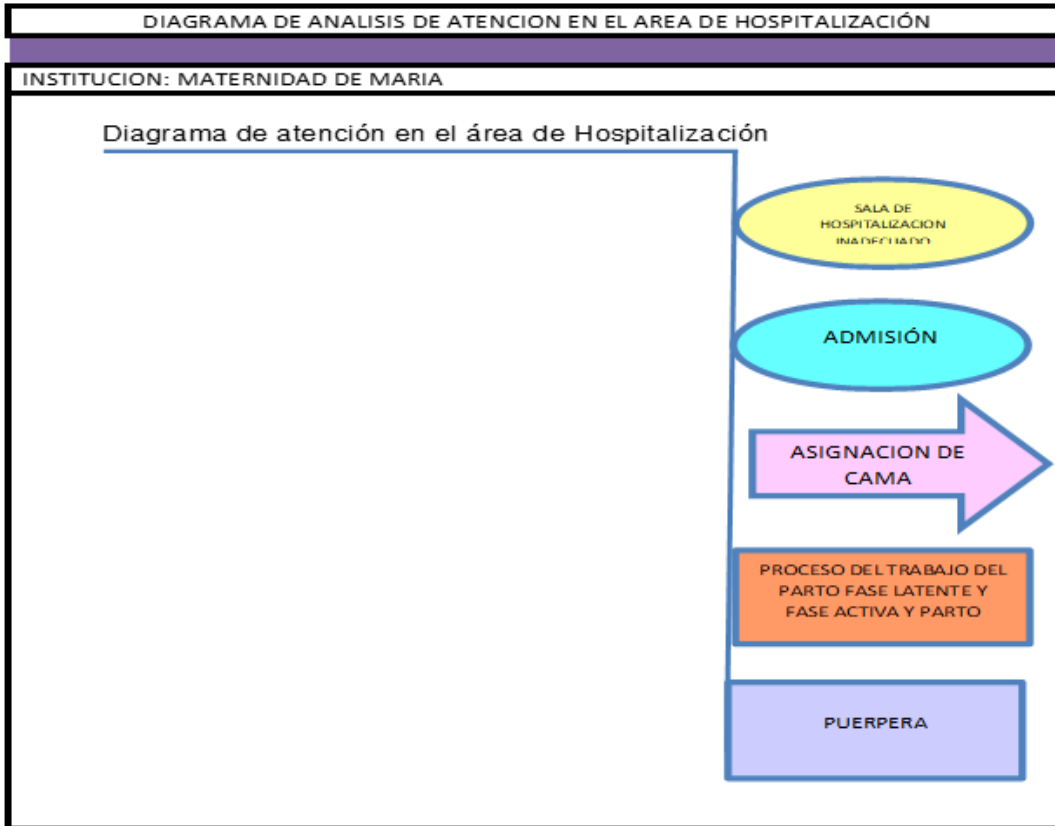 DIAGRAMA DE ANALISIS DE ATENCION EN EL AREA DE HOSPITALIZACIÓN
INSTITUCION: MATERNIDAD DE MARIA
Diagrama de atención en el área de Hospitalización
SALA DE
HOSPITALIZACION
INADECUADO
ADMISIÓN
ASIGNACION DE
CAMA
PROCESO DEL TRABAJO DEL
PARTO FASE LATENTE Y
FASE ACTIVA Y PARTO
PUERPERA